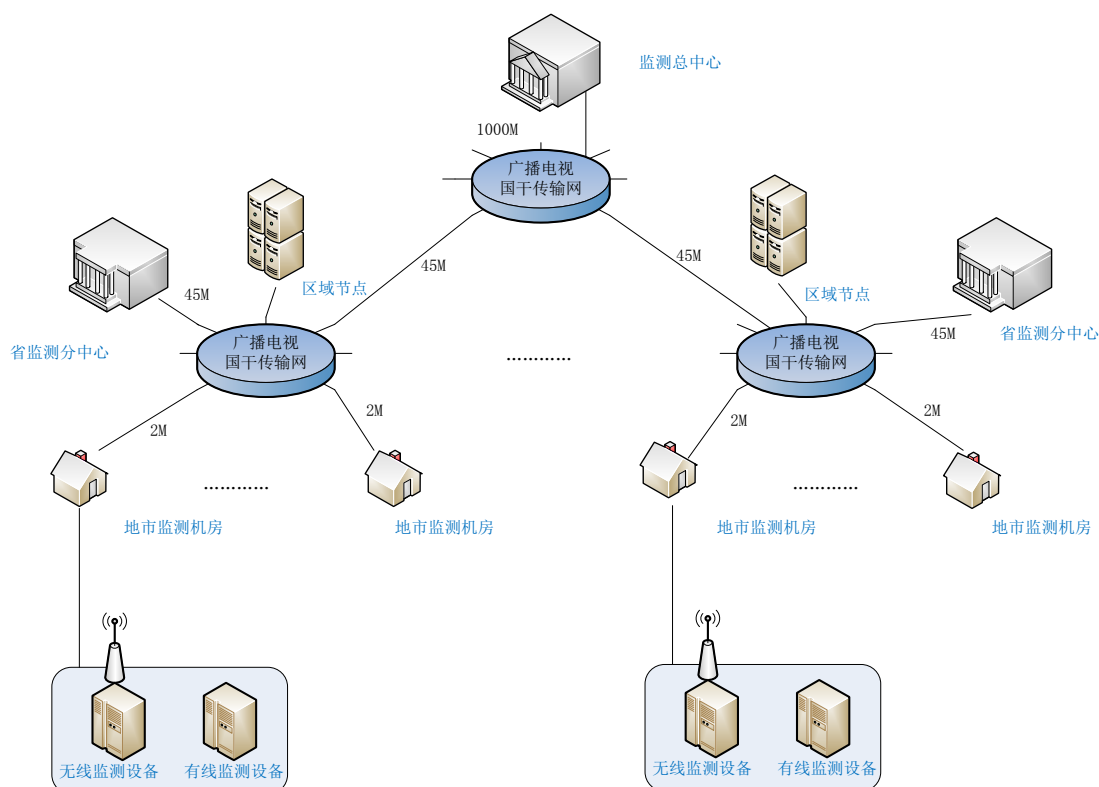 监测总中心
1000M
广播电视
国干传输网
45M
45M
区域节点
区域节点
45M
45M
省监测分中心
省监测分中心
广播电视
国干传输网
…………
广播电视
国干传输网
2M
2M
2M
2M
…………
…………
地市监测机房
地市监测机房
地市监测机房
地市监测机房
无线监测设备
有线监测设备
无线监测设备
有线监测设备